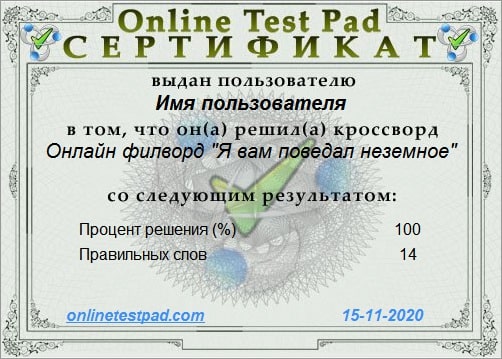 Online Test Pad
СЕРТИФИКАТ
выдан пользователю
Имя пользователя
в том, что он(а) решил(а) кроссворд
Онлайн филворд "Я вам поведал неземное"
со следующим результатом:
Процент решения (%) 100
Правильных слов 14
onlinetestpad.com 15-11-2020